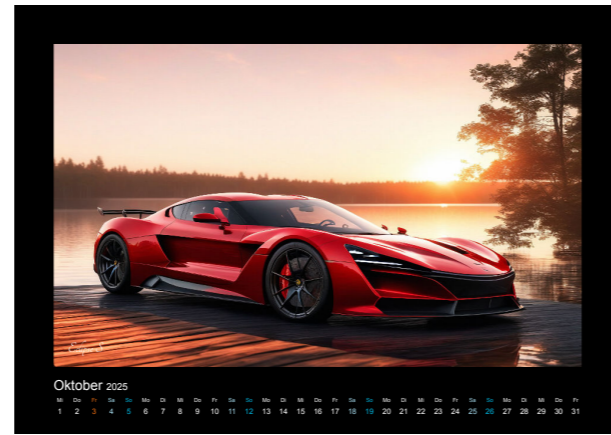 Oktober 2025
Mi Do Fr Sa So Mo Di Mi Do Fr Sa So Mo Di Mi Do Fr Sa So Mo Di Mi Do Fr Sa So Mo Di Mi Do Fr
1 2 3 4 5 6 7 8 9 10 11 12 13 14 15 16 17 18 19 20 21 22 23 24 25 26 27 28 29 30 31